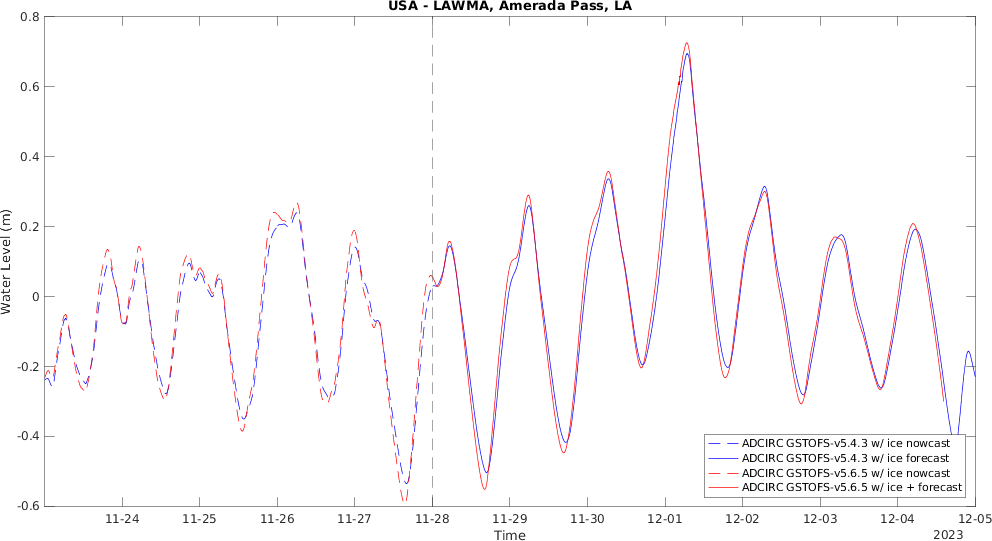 USA - LAWMA, Amerada Pass, LA
0.8
0.6
0.4
0.2
0
-0.2
-0.4
-0.6
Water Level (m)
ADCIRC GSTOFS-v5.4.3 w/ ice nowcast
ADCIRC GSTOFS-v5.4.3 w/ ice forecast
ADCIRC GSTOFS-v5.6.5 w/ ice nowcast
ADCIRC GSTOFS-v5.6.5 w/ ice + forecast
11-24 11-25 11-26 11-27 11-28 11-29 11-30 12-01 12-02 12-03 12-04 12-05
Time
2023